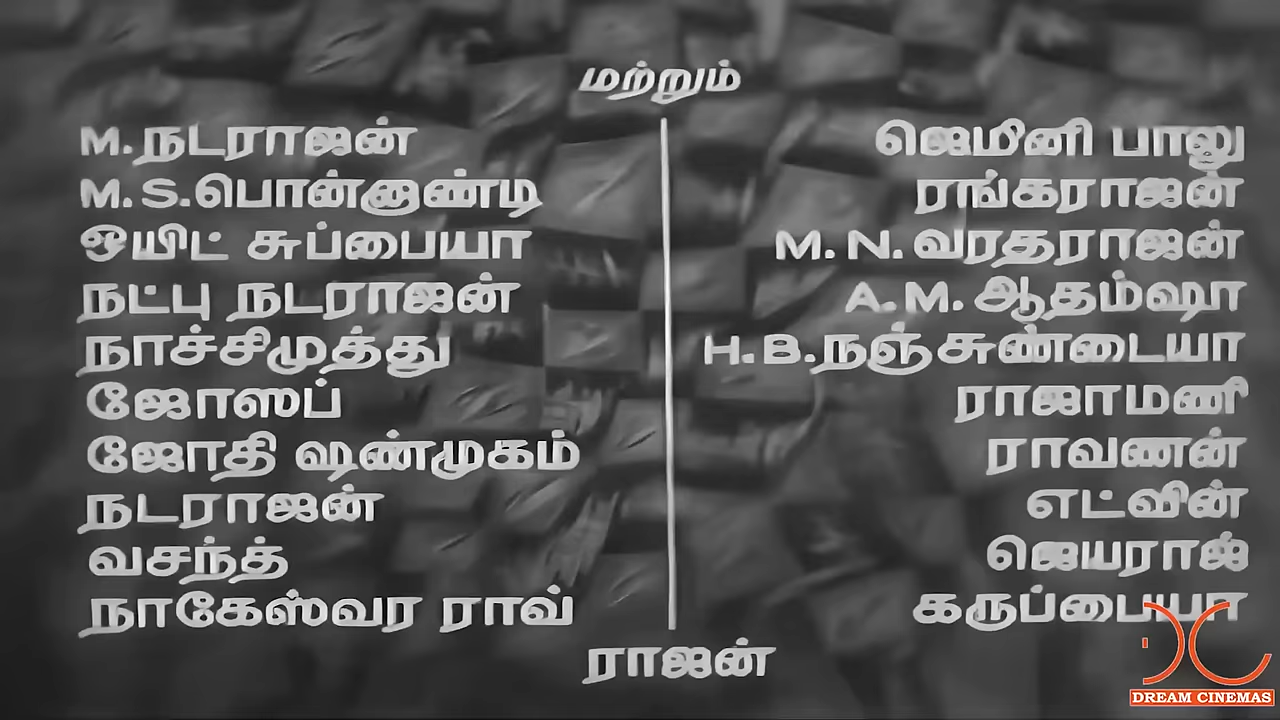 மற்றும்
M.நடராஜன்
M.S.பொன்னுண்டி
ஒயிட் சுப்பையா
நட்பு நடராஜன்
நாச்சிமுத்து
ஜோஸப்
ஜோதி ஷண்முகம்
நடராஜன்
வசந்த்
நாகேஸ்வர ராவ்
ஜெமினி பாலு
ரங்கராஜன்
M.N.வரதராஜன்
A.M.ஆதம்ஷா
H.B.நஞ்சுண்டையா
ராஜாமணி
ராவணன்
எட்வின்
ஜெயராஜ்
கருப்பையா
ராஜன்
DC
DREAM CINEMAS